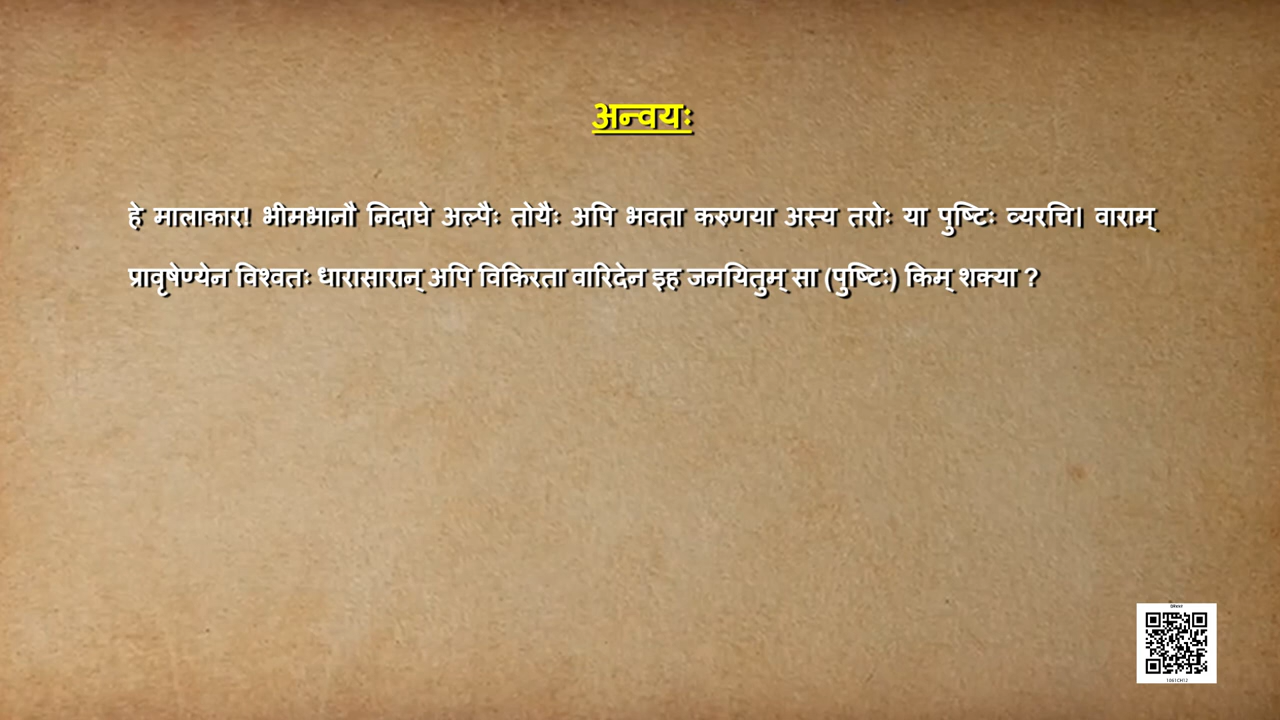 अन्वयः
हे मालाकार! भीमभानौ निदाघे अल्पैः तोयैः अपि भवता करुणया अस्य तरोः या पुष्टिः व्यरचि। वाराम्
प्रावृषेण्येन विश्वतः धारासारान् अपि विकिरता वारिदेन इह जनयितुम् सा (पुष्टिः) किम् शक्या ?